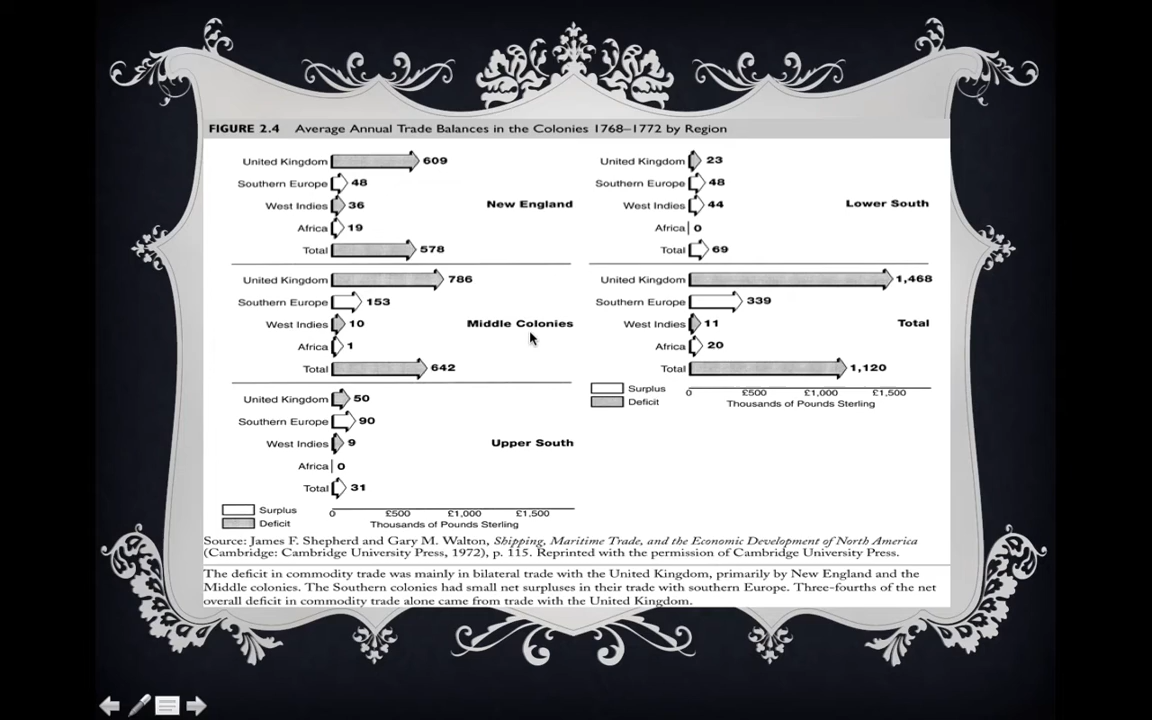 FIGURE 2.4 Average Annual Trade Balances in the Colonies 1768–1772 by Region
United Kingdom 609
Southern Europe 48
West Indies 36
New England
Africa 19
Total 578
United Kingdom 786
Southern Europe 153
West Indies 10
Middle Colonies
Africa 1
Total 642
United Kingdom 50
Southern Europe 90
West Indies 9
Upper South
Africa 0
Total 31
Surplus
Deficit
0 £500 £1,000 £1,500
Thousands of Pounds Sterling
United Kingdom 23
Southern Europe 48
West Indies 44
Lower South
Africa 0
Total 69
United Kingdom 1,468
Southern Europe 339
West Indies 11
Total
Africa 20
Total 1,120
Surplus
Deficit
0 £500 £1,000 £1,500
Thousands of Pounds Sterling
Source: James F. Shepherd and Gary M. Walton, Shipping, Maritime Trade, and the Economic Development of North America
(Cambridge: Cambridge University Press, 1972), p. 115. Reprinted with the permission of Cambridge University Press.
The deficit in commodity trade was mainly in bilateral trade with the United Kingdom, primarily by New England and the
Middle colonies. The Southern colonies had small net surpluses in their trade with southern Europe. Three-fourths of the net
overall deficit in commodity trade alone came from trade with the United Kingdom.